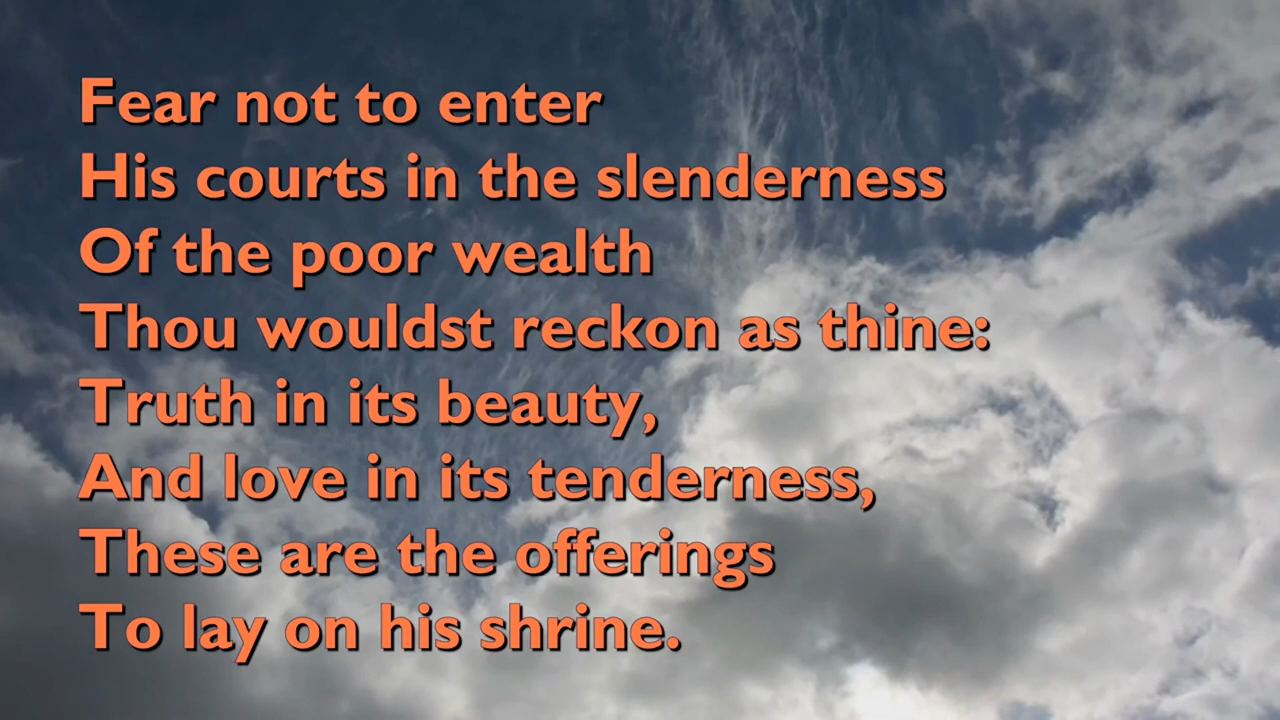 Fear not to enter
His courts in the slenderness
Of the poor wealth
Thou wouldst reckon as thine:
Truth in its beauty,
And love in its tenderness,
These are the offerings
To lay on his shrine.